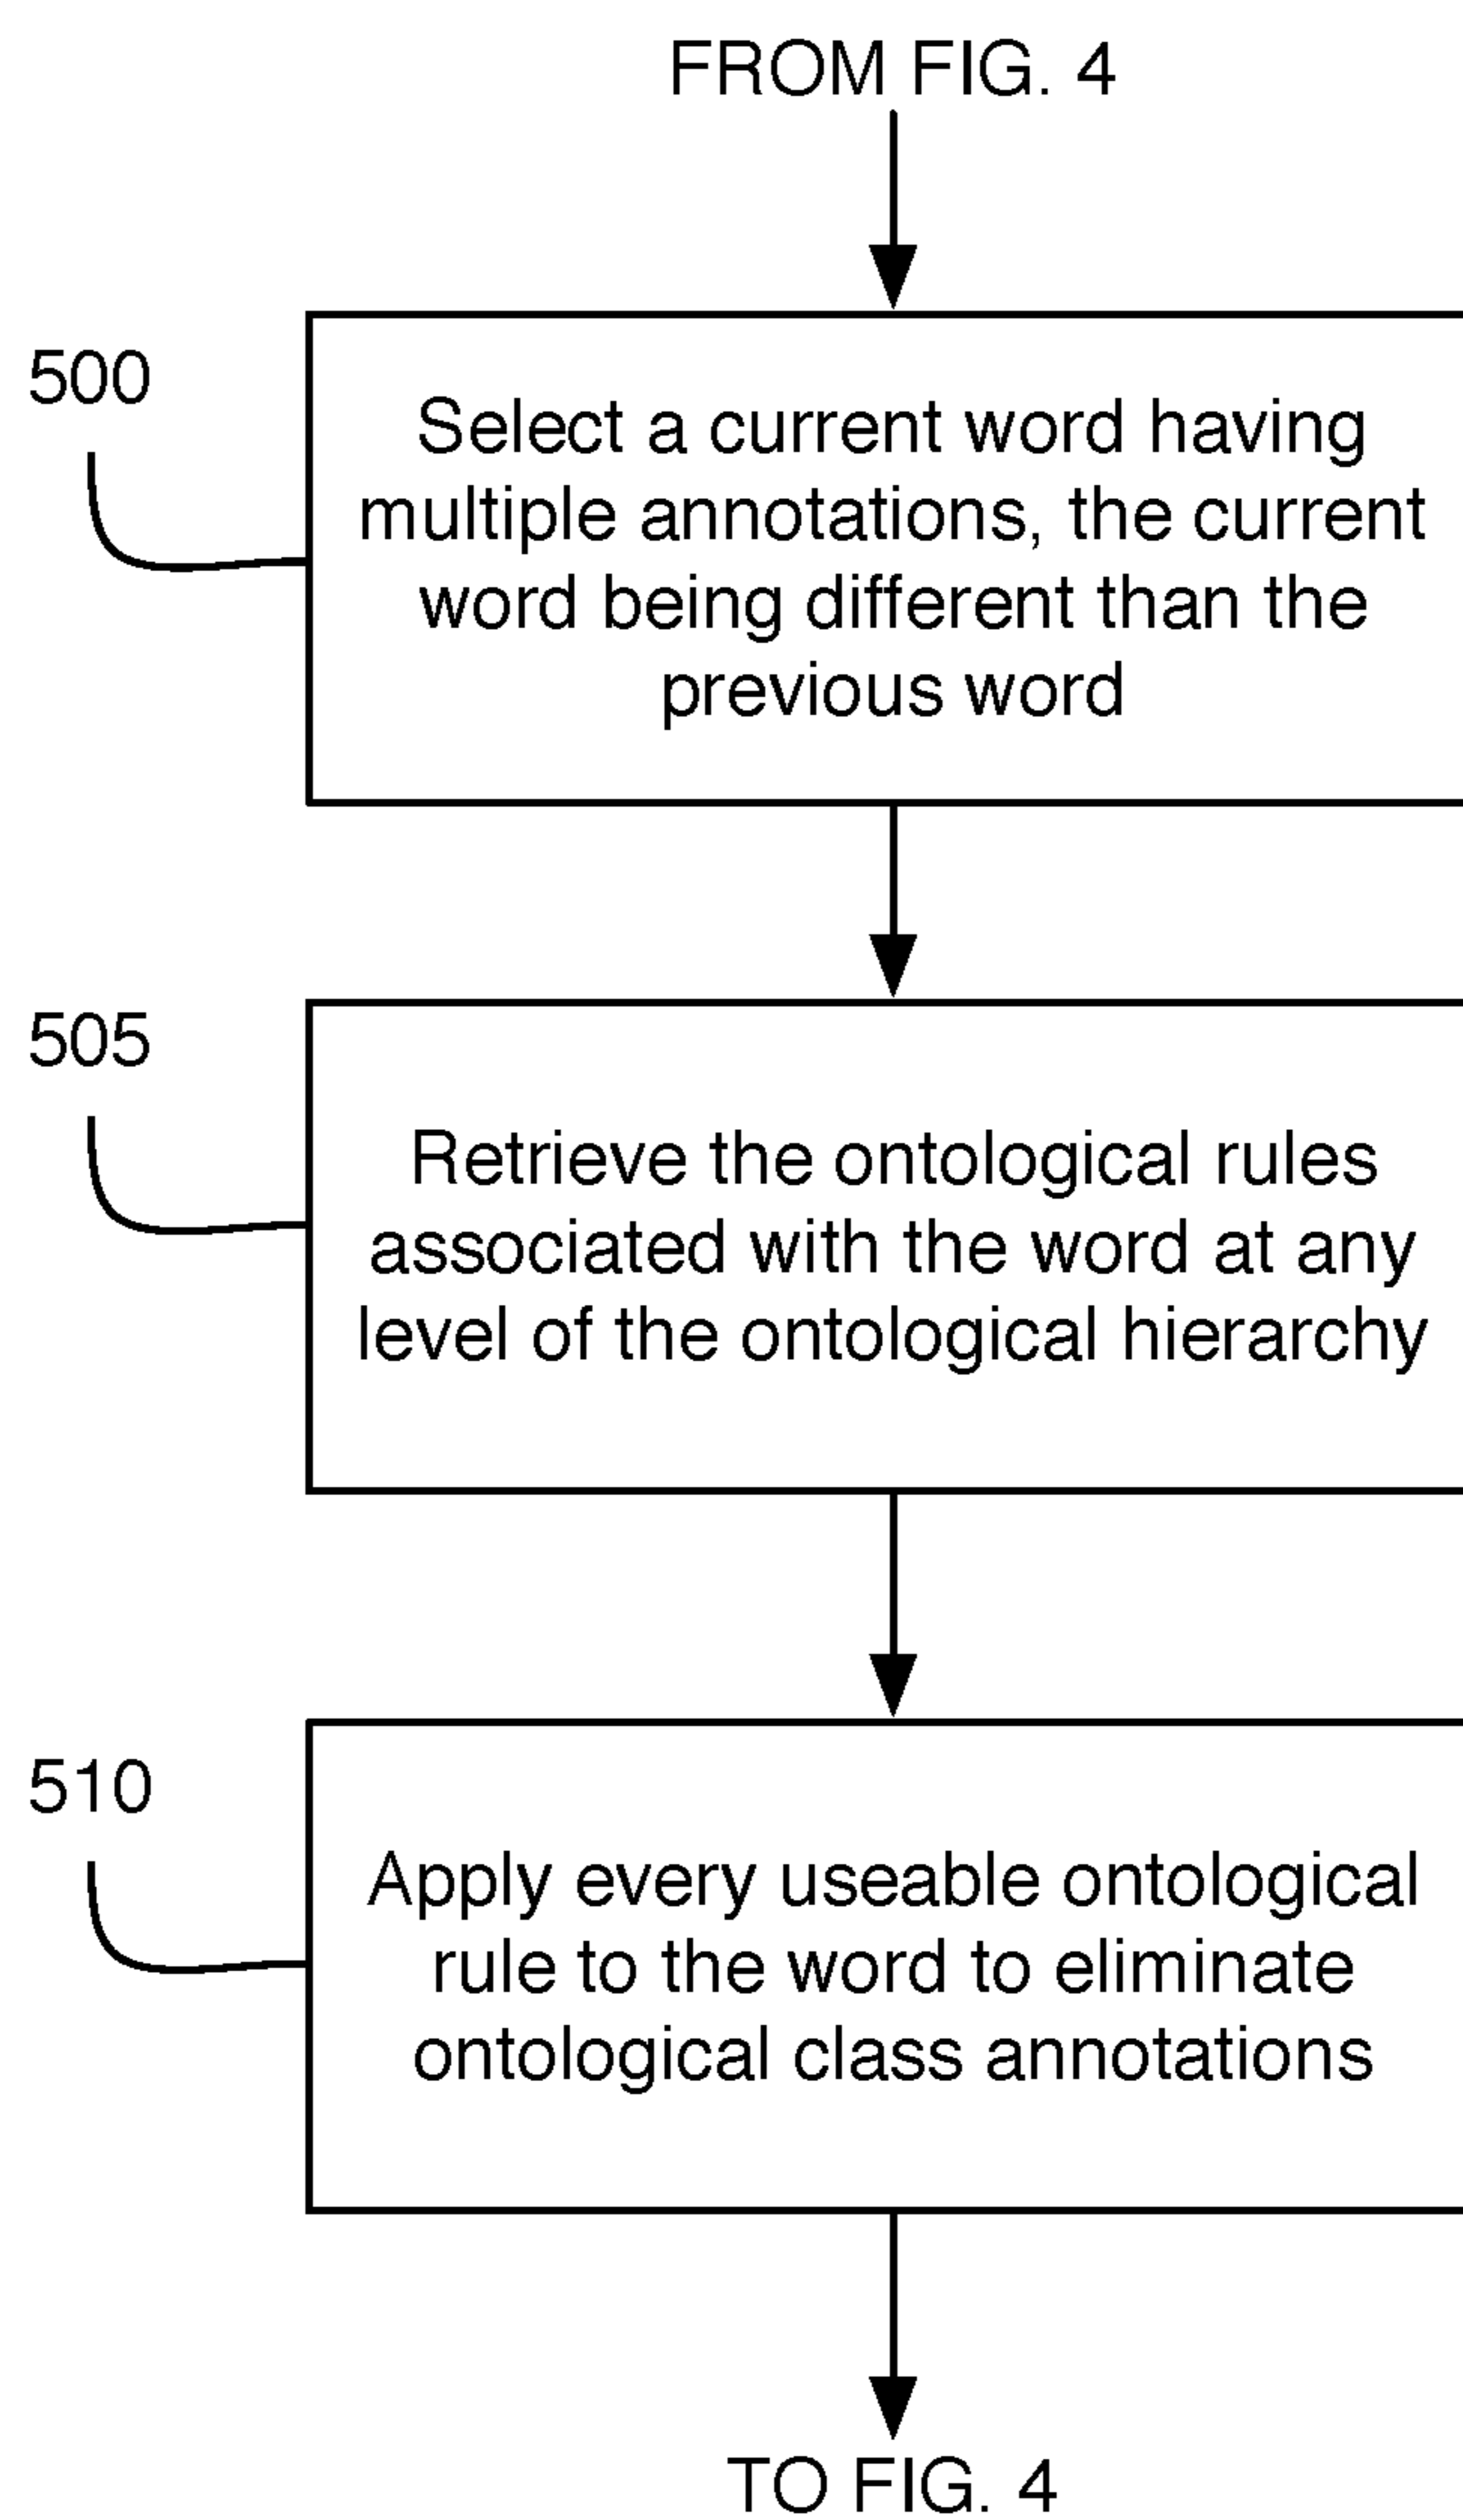 FROM FIG. 4
500
Select a current word having
multiple annotations, the current
word being different than the
previous word
505
Retrieve the ontological rules
associated with the word at any
level of the ontological hierarchy
510
Apply every useable ontological
rule to the word to eliminate
ontological class annotations
TO FIG. 4